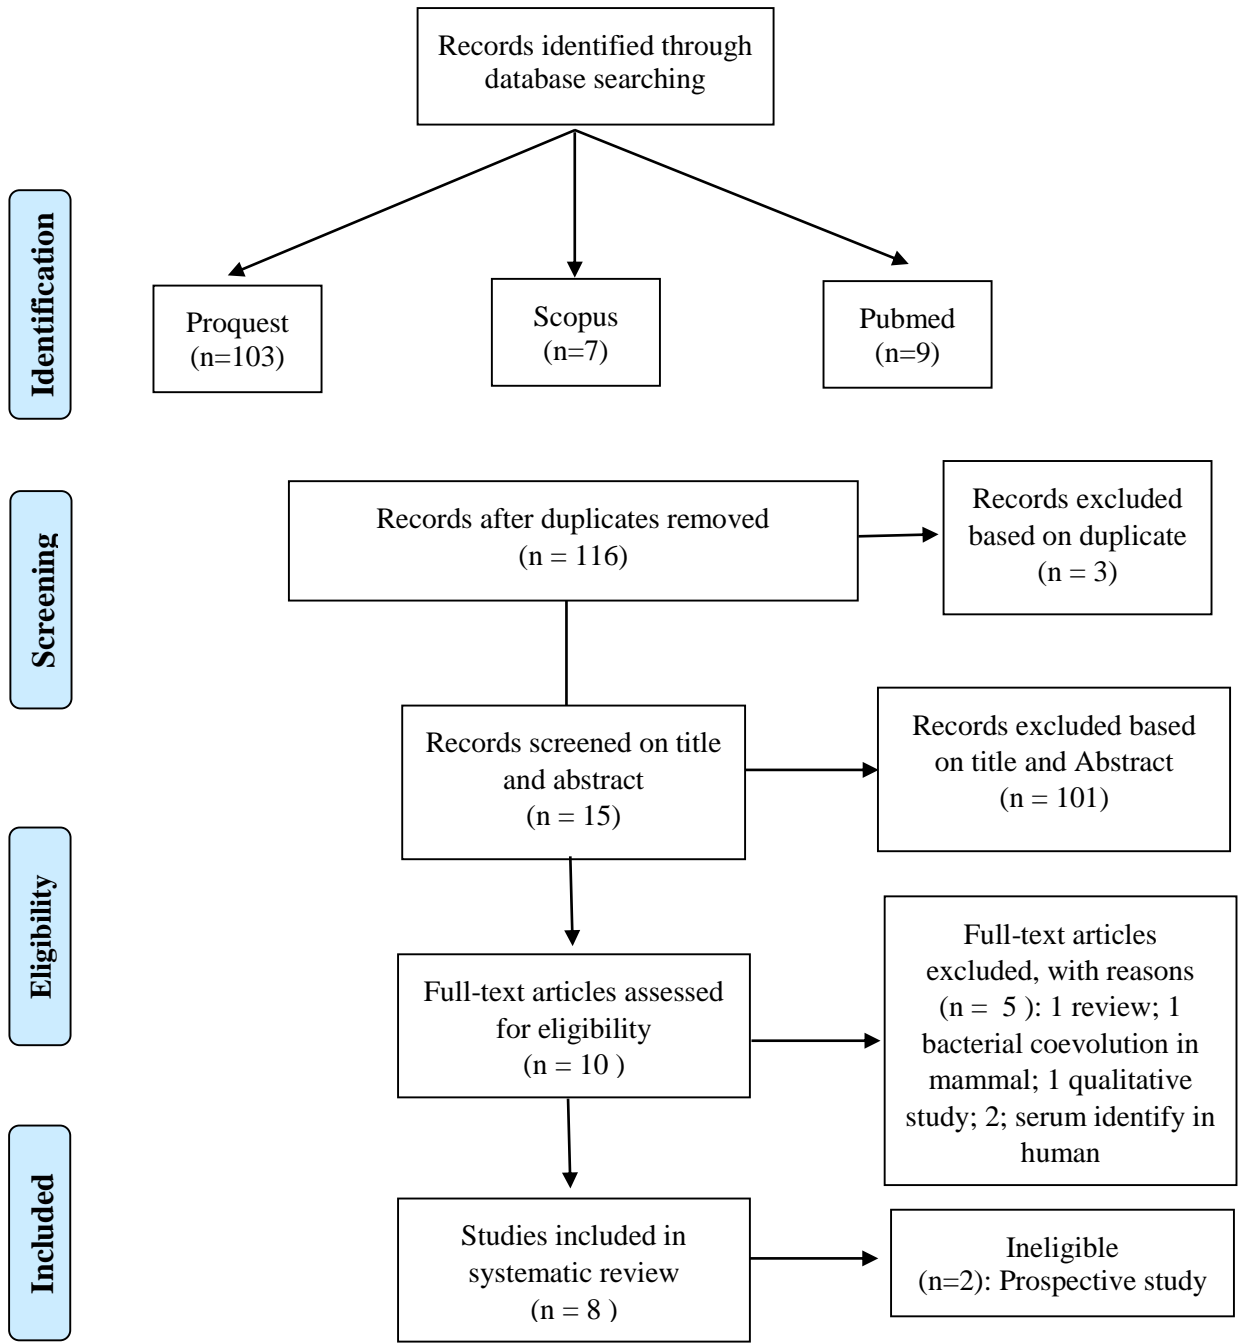 Records identified through
database searching
Identification
Proquest
(n=103)
Scopus
(n=7)
Pubmed
(n=9)
Screening
Records after duplicates removed
(n = 116)
Records excluded
based on duplicate
(n = 3)
Records screened on title
and abstract
(n = 15)
Records excluded based
on title and Abstract
(n = 101)
Eligibility
Full-text articles assessed
for eligibility
(n = 10 )
Full-text articles
excluded, with reasons
(n =  5 ): 1 review; 1
bacterial coevolution in
mammal; 1 qualitative
study; 2; serum identify in
human
Included
Studies included in
systematic review
(n = 8 )
Ineligible
(n=2): Prospective study